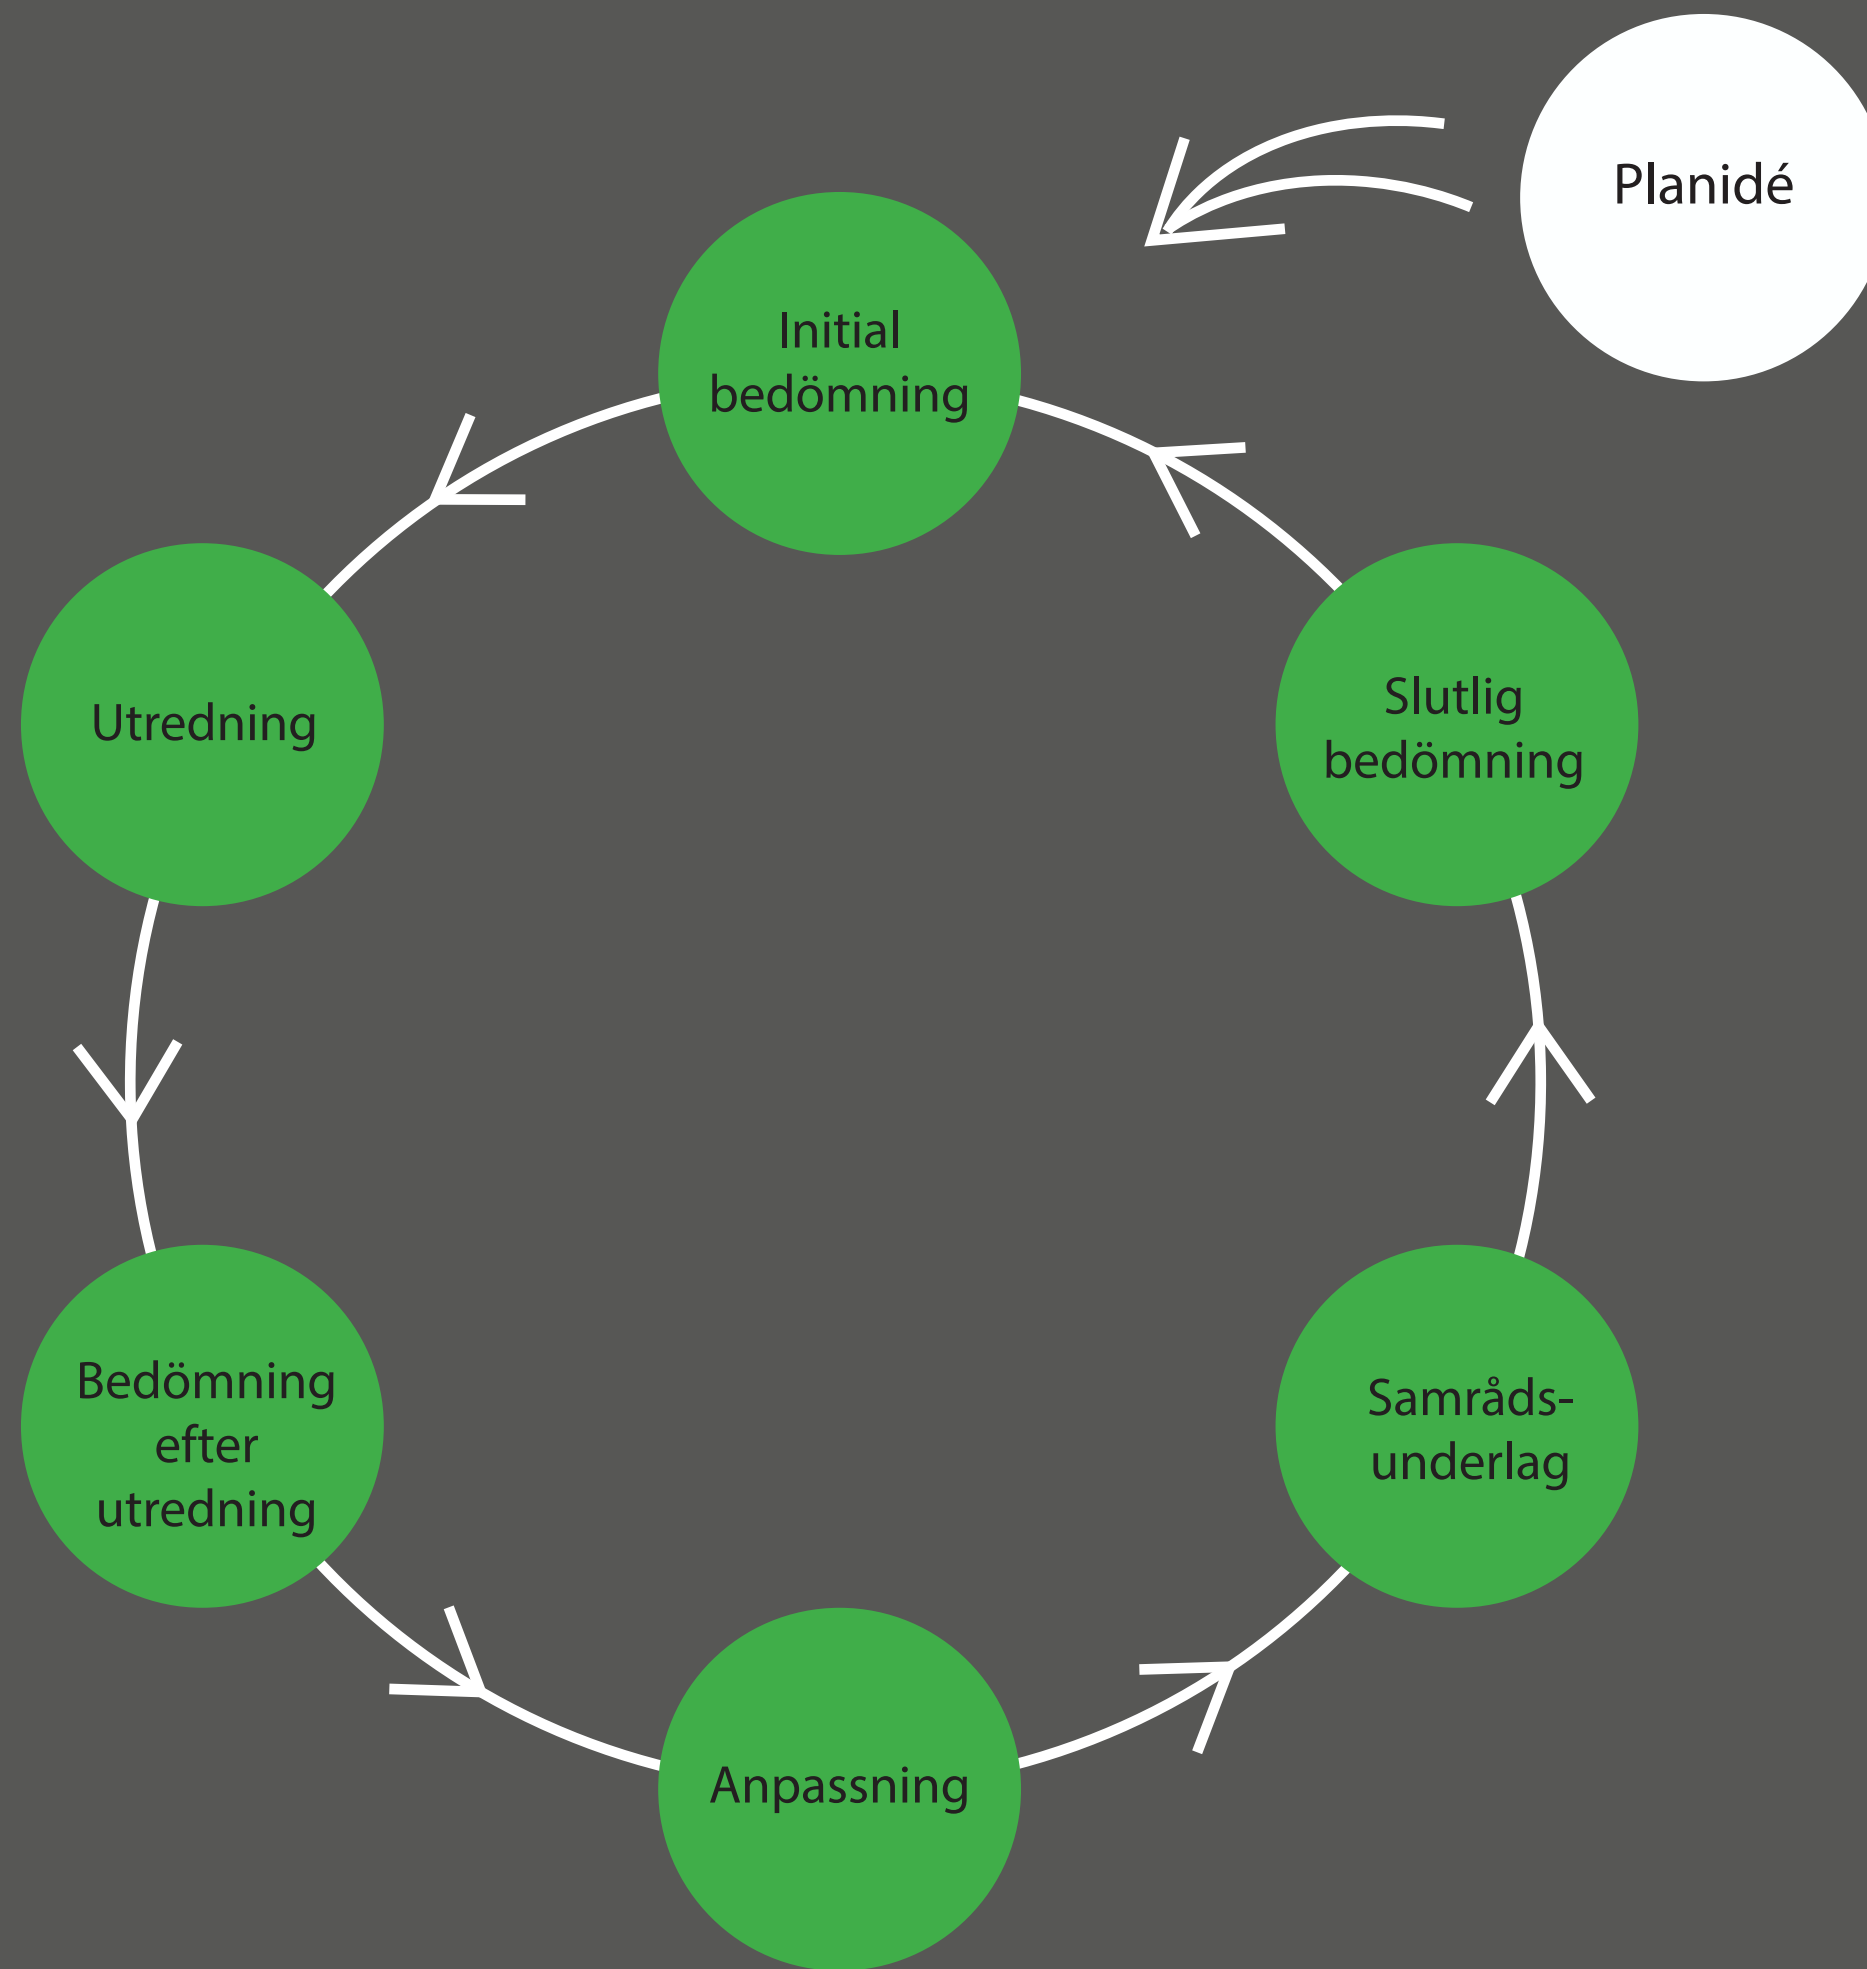 Planidé
Initial
bedömning
Utredning
Slutlig
bedömning
Bedömning
efter
utredning
Samråds-
underlag
Anpassning